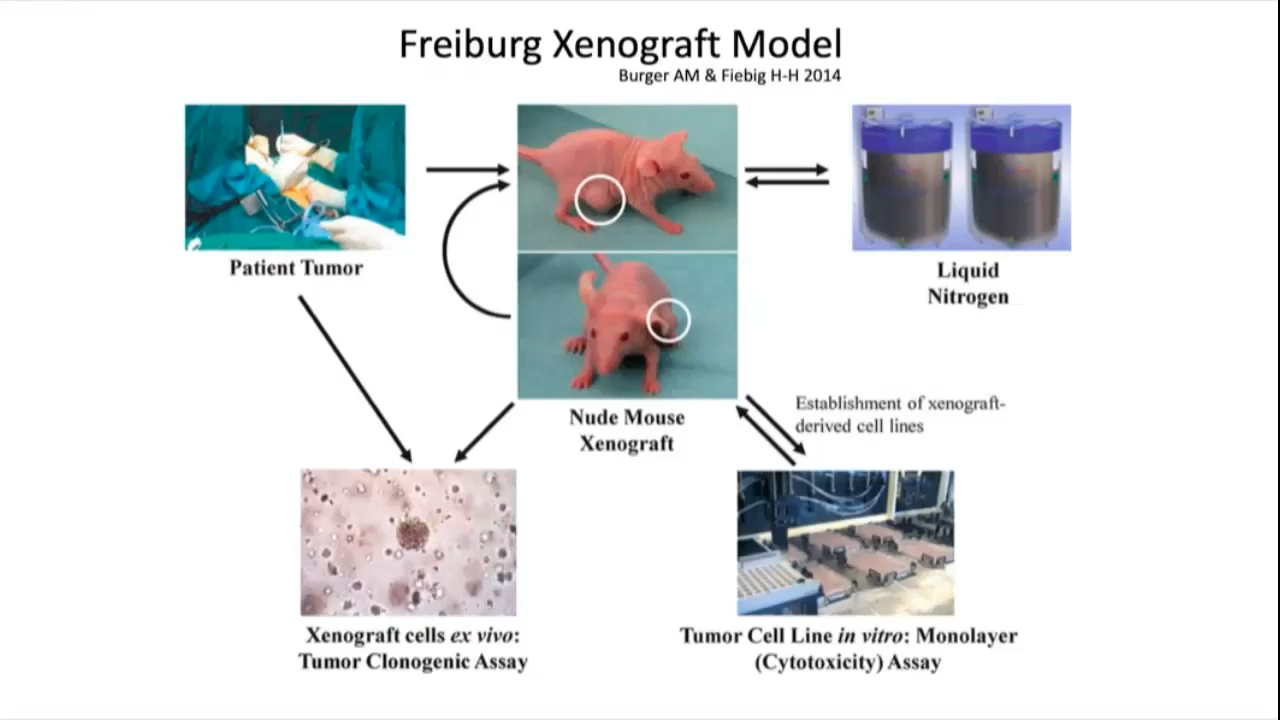 Freiburg Xenograft Model
Burger AM & Fiebig H-H 2014
Patient Tumor
Liquid
Nitrogen
Nude Mouse
Xenograft
Establishment of xenograft-
derived cell lines
Xenograft cells ex vivo:
Tumor Clonogenic Assay
Tumor Cell Line in vitro: Monolayer
(Cytotoxicity) Assay